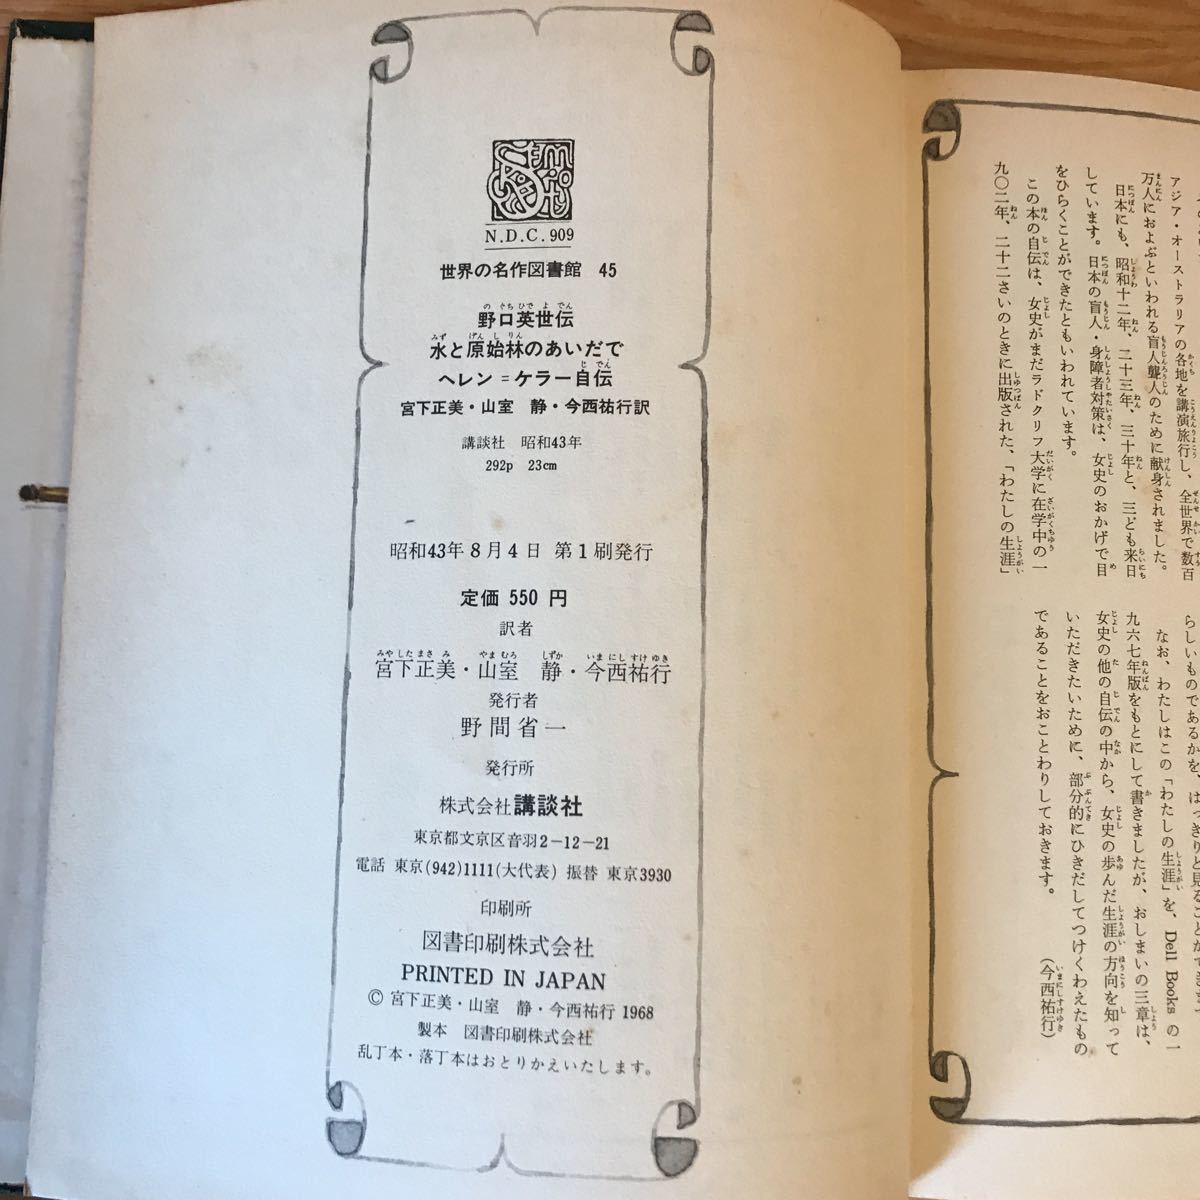 N.D.C. 909
世界の名作図書館 45
野口英世伝
水と原始林のあいだで
ヘレン＝ケラー自伝
宮下正美・山室 静・今西祐行訳
講談社 昭和43年
292p 23cm
昭和43年8月4日 第1刷発行
定価 550 円
訳者
宮下正美・山室 静・今西祐行
発行者
野間省一
発行所
株式会社講談社
東京都文京区音羽2-12-21
電話 東京(942)1111(大代表) 振替 東京3930
印刷所
図書印刷株式会社
PRINTED IN JAPAN
© 宮下正美・山室 静・今西祐行 1968
製本 図書印刷株式会社
乱丁本・落丁本はおとりかえいたします。
アジア・オーストラリアの各地を講演旅行し、全世界で数百
万人におよぶといわれる盲人聾人のために献身されました。
日本にも、昭和十二年、二十三年、三十年と、三ども来日
しています。日本の盲人・身障者対策は、女史のおかげで目
をひらくことができたともいわれています。
この本の自伝は、女史がまだラドクリフ大学に在学中の一
九〇二年、二十二さいのときに出版された、「わたしの生涯」
らしいものであるかを、はっきりと見ることができます
なお、わたしはこの「わたしの生涯」を、Dell Books の一
九六七年版をもとにして書きましたが、おしまいの三章は、
女史の他の自伝の中から、女史の歩んだ生涯の方向を知って
いただきたいために、部分的にひきだしてつけくわえたもの
であることをおことわりしておきます。
（今西祐行）